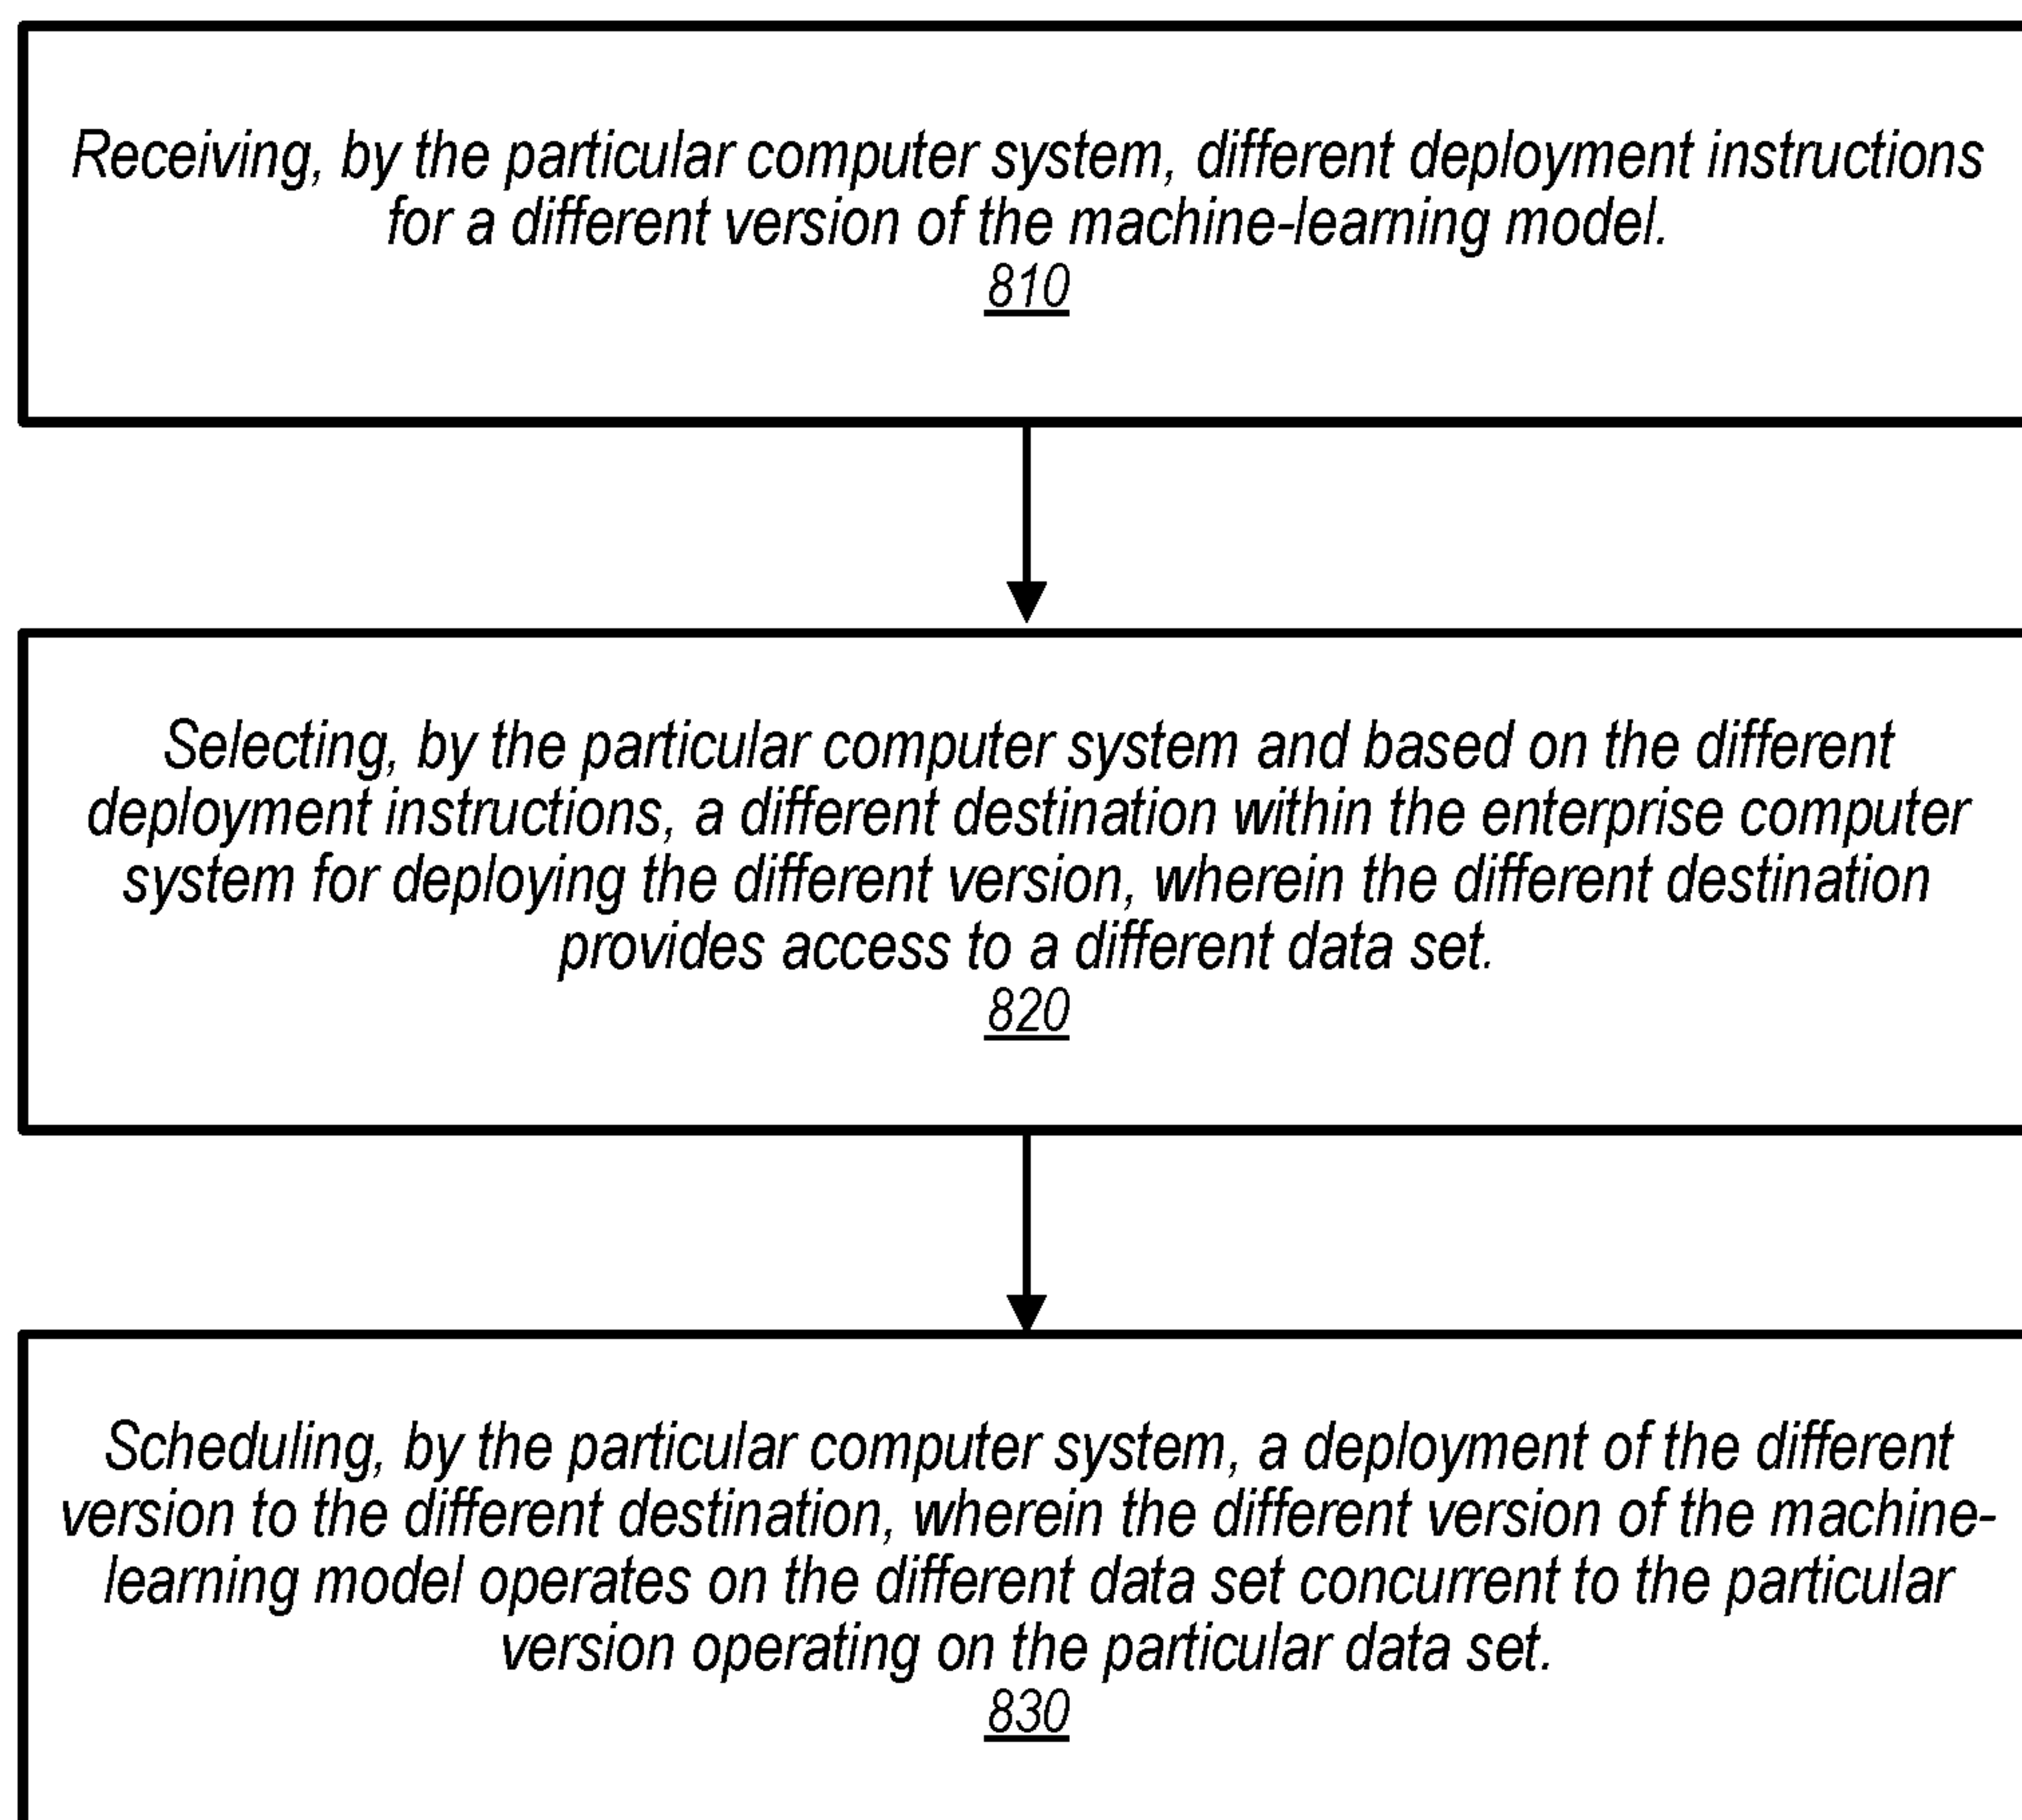 Receiving, by the particular computer system, different deployment instructions
for a different version of the machine-learning model.
810
Selecting, by the particular computer system and based on the different
deployment instructions, a different destination within the enterprise computer
system for deploying the different version, wherein the different destination
provides access to a different data set.
820
Scheduling, by the particular computer system, a deployment of the different
version to the different destination, wherein the different version of the machine-
learning model operates on the different data set concurrent to the particular
version operating on the particular data set.
830